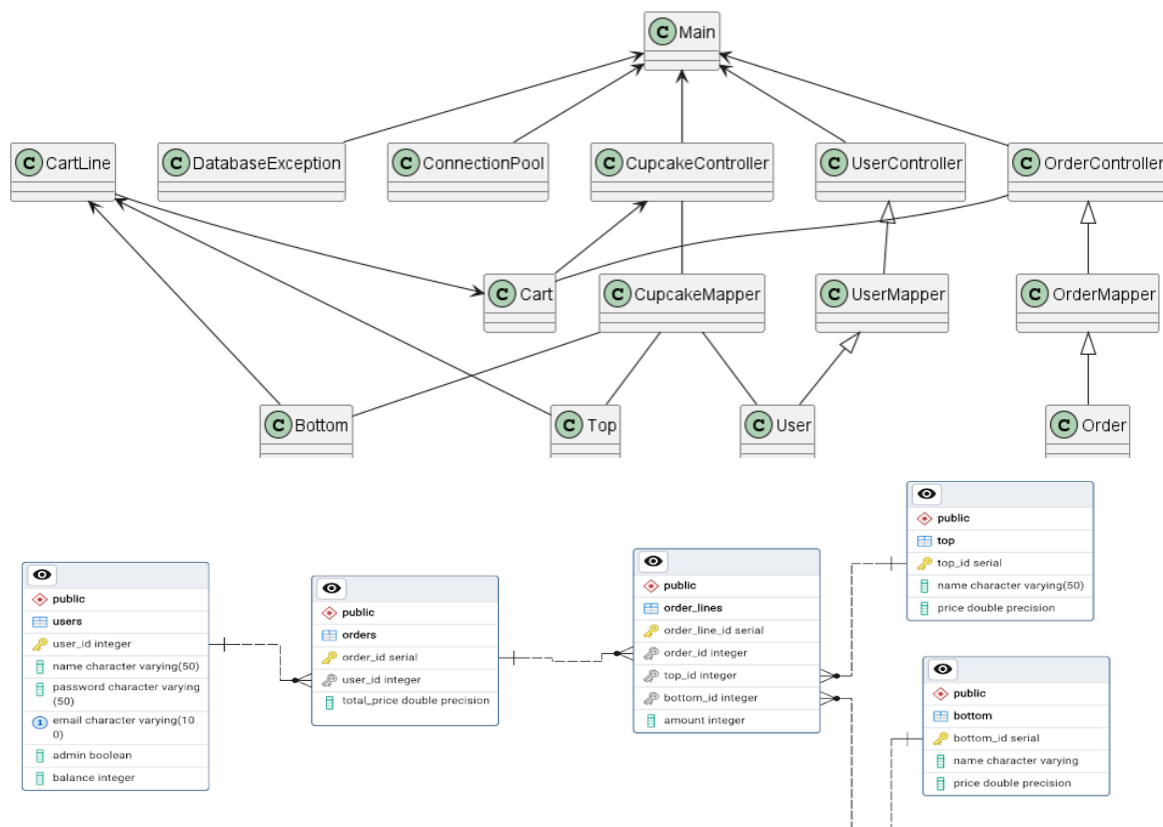 C Main
C CartLine
C DatabaseException
C ConnectionPool
C CupcakeController
C UserController
C OrderController
C Cart
C CupcakeMapper
C UserMapper
C OrderMapper
C Bottom
C Top
C User
C Order
public
users
user_id integer
name character varying(50)
password character varying
(50)
1 email character varying(10
0)
admin boolean
balance integer
public
orders
order_id serial
user_id integer
total_price double precision
public
order_lines
order_line_id serial
order_id integer
top_id integer
bottom_id integer
amount integer
public
top
top_id serial
name character varying(50)
price double precision
public
bottom
bottom_id serial
name character varying
price double precision